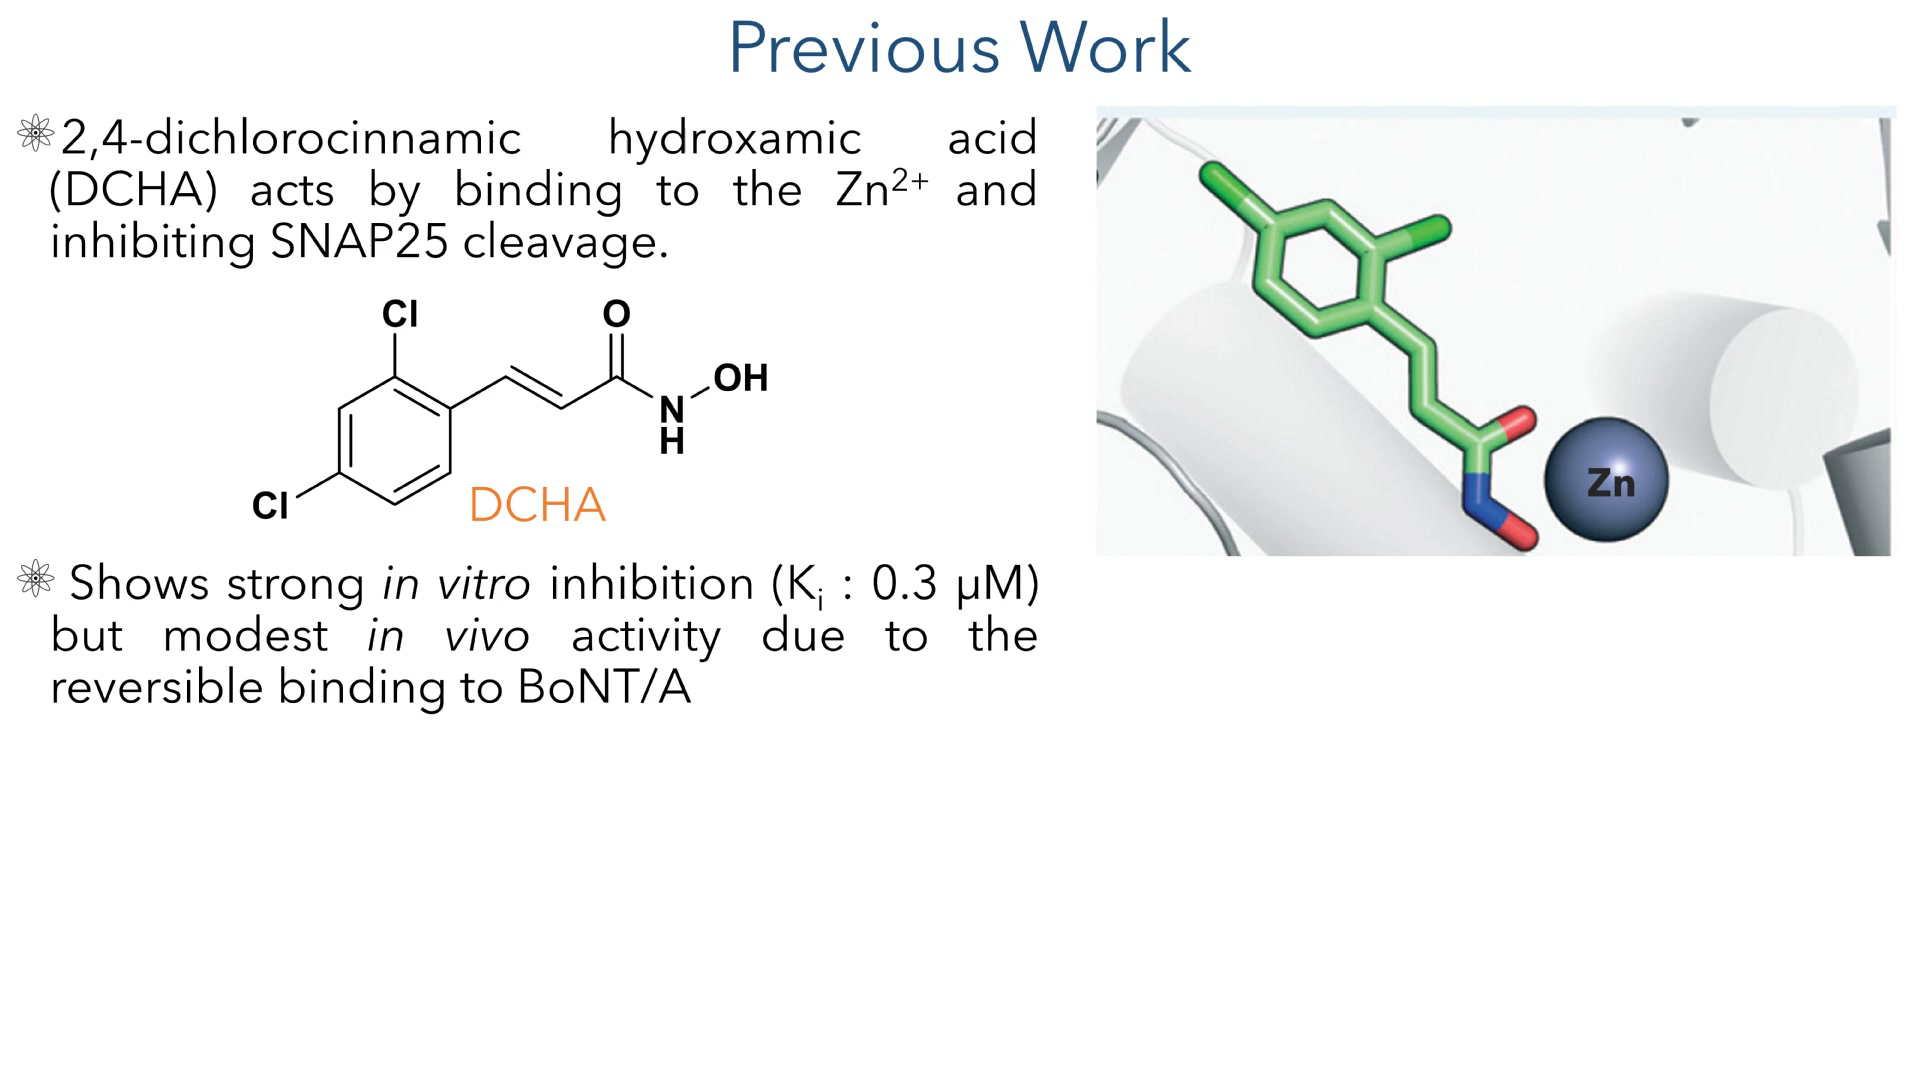 Previous Work
2,4-dichlorocinnamic hydroxamic acid
(DCHA) acts by binding to the Zn²⁺ and
inhibiting SNAP25 cleavage.
Cl
O
OH
N
H
Cl
DCHA
Zn
Shows strong in vitro inhibition (Kᵢ : 0.3 µM)
but modest in vivo activity due to the
reversible binding to BoNT/A